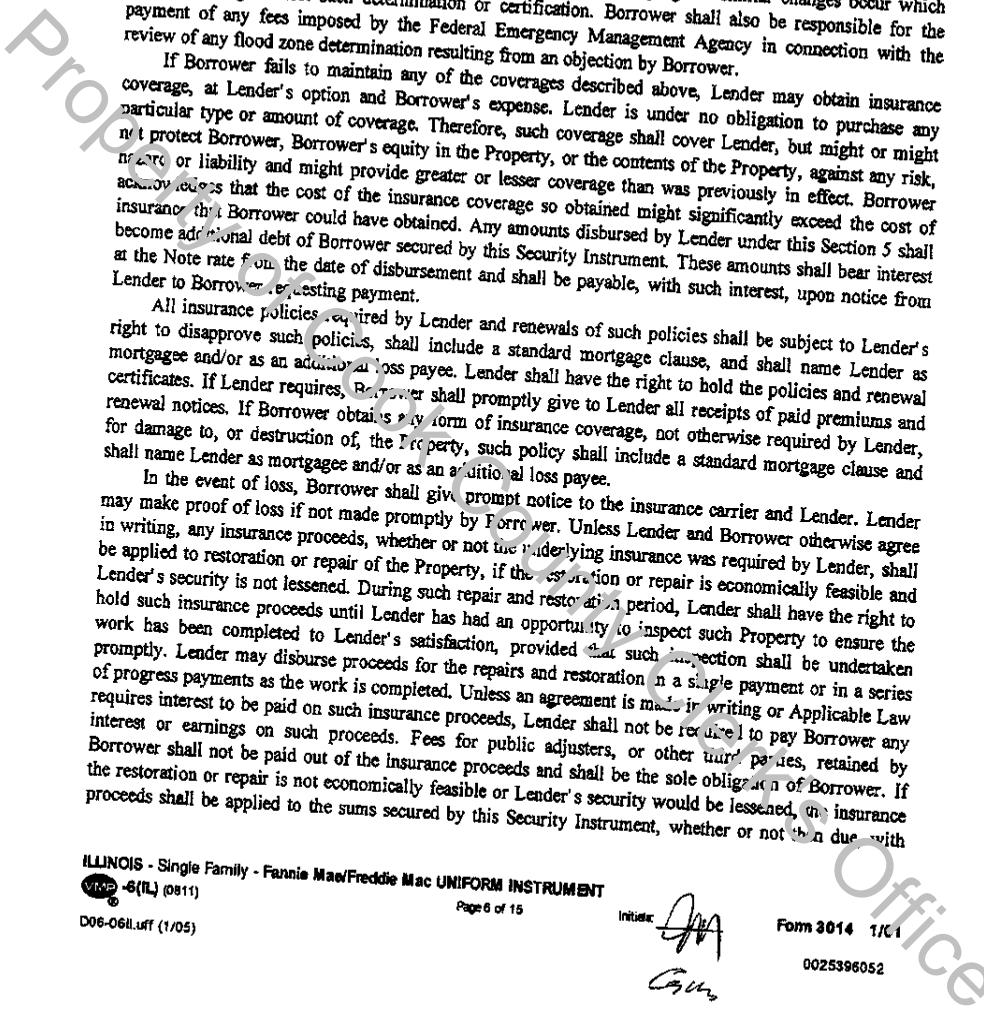 determination or certification. Borrower shall also be responsible for the
payment of any fees imposed by the Federal Emergency Management Agency in connection with the
review of any flood zone determination resulting from an objection by Borrower.
If Borrower fails to maintain any of the coverages described above, Lender may obtain insurance
coverage, at Lender's option and Borrower's expense. Lender is under no obligation to purchase any
particular type or amount of coverage. Therefore, such coverage shall cover Lender, but might or might
not protect Borrower, Borrower's equity in the Property, or the contents of the Property, against any risk,
hazard or liability and might provide greater or lesser coverage than was previously in effect. Borrower
acknowledges that the cost of the insurance coverage so obtained might significantly exceed the cost of
insurance that Borrower could have obtained. Any amounts disbursed by Lender under this Section 5 shall
become additional debt of Borrower secured by this Security Instrument. These amounts shall bear interest
at the Note rate from the date of disbursement and shall be payable, with such interest, upon notice from
Lender to Borrower requesting payment.
All insurance policies required by Lender and renewals of such policies shall be subject to Lender's
right to disapprove such policies, shall include a standard mortgage clause, and shall name Lender as
mortgagee and/or as an additional loss payee. Lender shall have the right to hold the policies and renewal
certificates. If Lender requires, Borrower shall promptly give to Lender all receipts of paid premiums and
renewal notices. If Borrower obtains any form of insurance coverage, not otherwise required by Lender,
for damage to, or destruction of, the Property, such policy shall include a standard mortgage clause and
shall name Lender as mortgagee and/or as an additional loss payee.
In the event of loss, Borrower shall give prompt notice to the insurance carrier and Lender. Lender
may make proof of loss if not made promptly by Borrower. Unless Lender and Borrower otherwise agree
in writing, any insurance proceeds, whether or not the underlying insurance was required by Lender, shall
be applied to restoration or repair of the Property, if the restoration or repair is economically feasible and
Lender's security is not lessened. During such repair and restoration period, Lender shall have the right to
hold such insurance proceeds until Lender has had an opportunity to inspect such Property to ensure the
work has been completed to Lender's satisfaction, provided that such inspection shall be undertaken
promptly. Lender may disburse proceeds for the repairs and restoration in a single payment or in a series
of progress payments as the work is completed. Unless an agreement is made in writing or Applicable Law
requires interest to be paid on such insurance proceeds, Lender shall not be required to pay Borrower any
interest or earnings on such proceeds. Fees for public adjusters, or other third parties, retained by
Borrower shall not be paid out of the insurance proceeds and shall be the sole obligation of Borrower. If
the restoration or repair is not economically feasible or Lender's security would be lessened, the insurance
proceeds shall be applied to the sums secured by this Security Instrument, whether or not then due, with
ILLINOIS - Single Family - Fannie Mae/Freddie Mac UNIFORM INSTRUMENT
VMP ® -6(IL) (0811)
Page 6 of 15
Initials:
Form 3014 1/01
D06-06IL.uff (1/05)
0025396052
Property of Cook County Clerk's Office